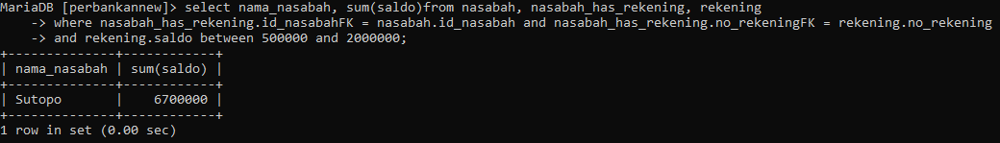 MariaDB [perbankannew]> select nama_nasabah, sum(saldo)from nasabah, nasabah_has_rekening, rekening
    -> where nasabah_has_rekening.id_nasabahFK = nasabah.id_nasabah and nasabah_has_rekening.no_rekeningFK = rekening.no_rekening
    -> and rekening.saldo between 500000 and 2000000;
+--------------+------------+
| nama_nasabah | sum(saldo) |
+--------------+------------+
| Sutopo       |    6700000 |
+--------------+------------+
1 row in set (0.00 sec)